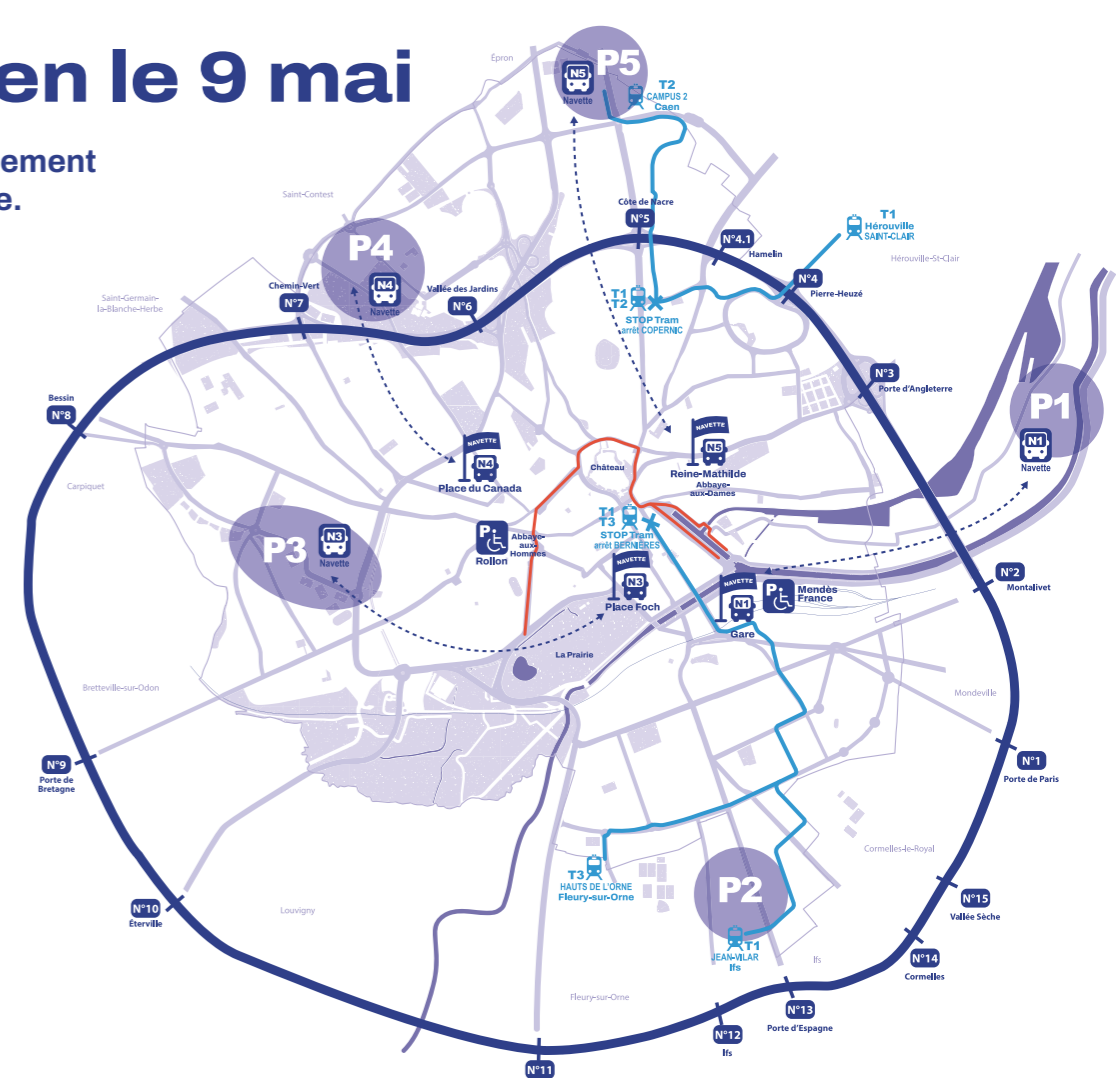 en le 9 mai
ement
e.
Epron
P5
N5
Navette
T2
CAMPUS 2
Caen
Saint-Contest
Côte de Nacre
N°5
T1
Hérouville
SAINT-CLAIR
N°4.1
Hamelin
Hérouville-St-Clair
P4
N4
Navette
N°4
Pierre-Heuzé
Chemin-Vert
N°7
Vallée des Jardins
N°6
Saint-Germain-
la-Blanche-Herbe
T1
T2
STOP Tram
arrêt COPERNIC
N°3
Porte d'Angleterre
P1
N1
Navette
Bessin
N°8
NAVETTE
N4
Place du Canada
Château
NAVETTE
N5
Reine-Mathilde
Abbaye-
aux-Dames
Carpiquet
P3
N3
Navette
P
Rollon
Abbaye-
aux-
Hommes
T1
T3
STOP Tram
arrêt BERNIÈRES
NAVETTE
N3
Place Foch
NAVETTE
N1
Gare
P
Mendès
France
N°2
Montalivet
La Prairie
Bretteville-sur-Odon
Mondeville
N°9
Porte de
Bretagne
N°1
Porte de Paris
Cormelles-le-Royal
T3
HAUTS DE L'ORNE
Fleury-sur-Orne
P2
N°15
Vallée Sèche
N°10
Éterville
Louvigny
T1
JEAN-VILAR
Ifs
Ifs
N°14
Cormelles
Fleury-sur-Orne
N°13
Porte d'Espagne
N°12
Ifs
N°11